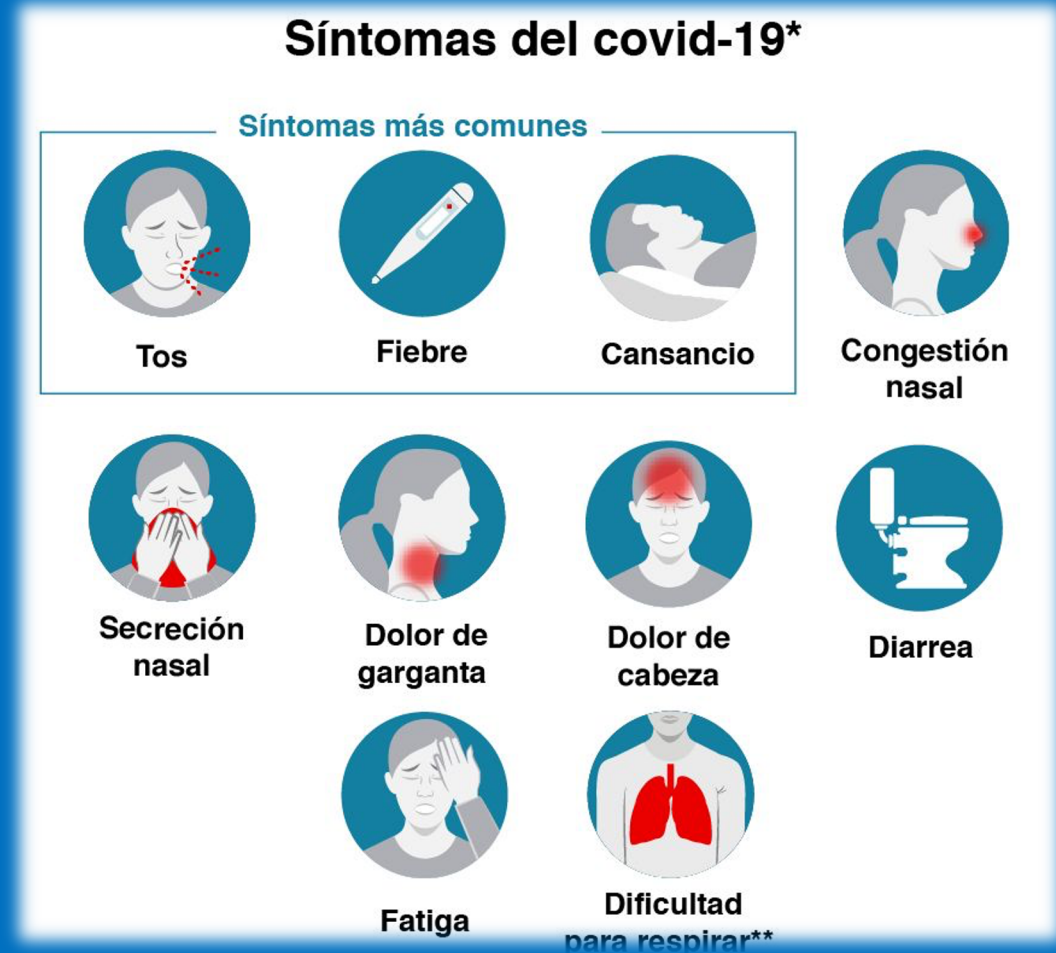 Síntomas del covid-19*
Síntomas más comunes
Tos
Fiebre
Cansancio
Congestión
nasal
Secreción
nasal
Dolor de
garganta
Dolor de
cabeza
Diarrea
Fatiga
Dificultad
para respirar**